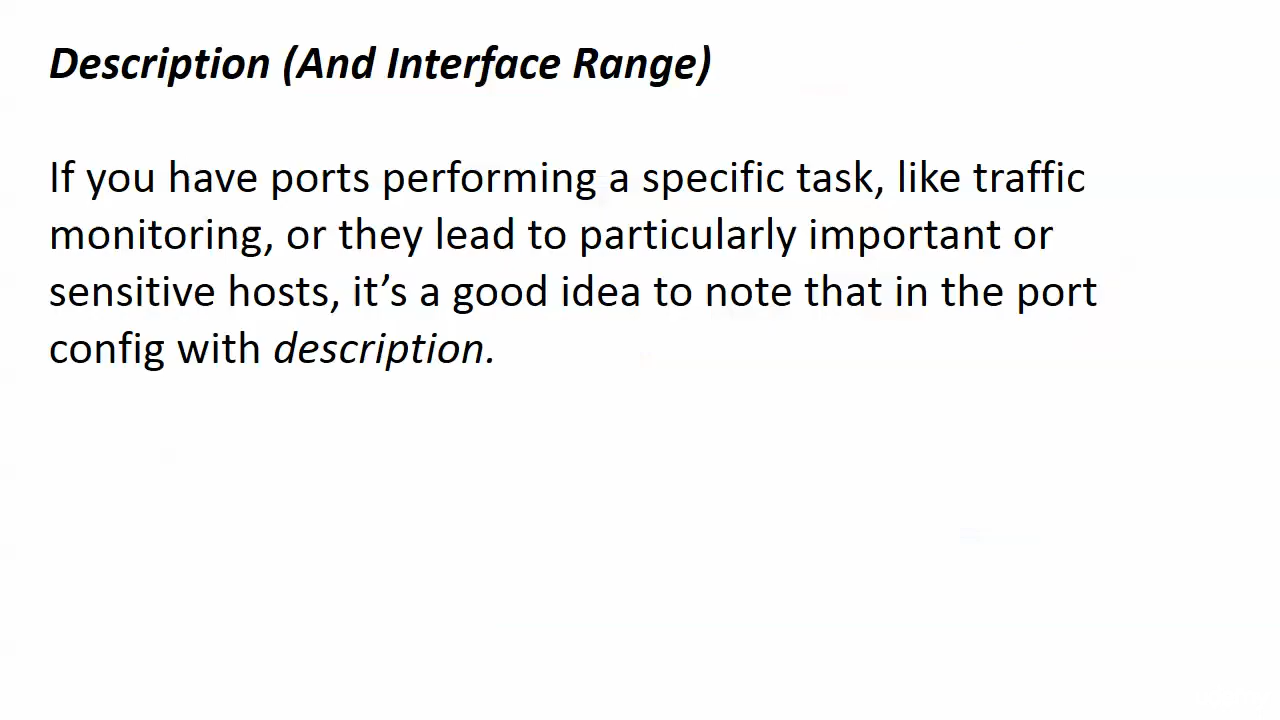 Description (And Interface Range)
If you have ports performing a specific task, like traffic
monitoring, or they lead to particularly important or
sensitive hosts, it’s a good idea to note that in the port
config with description.